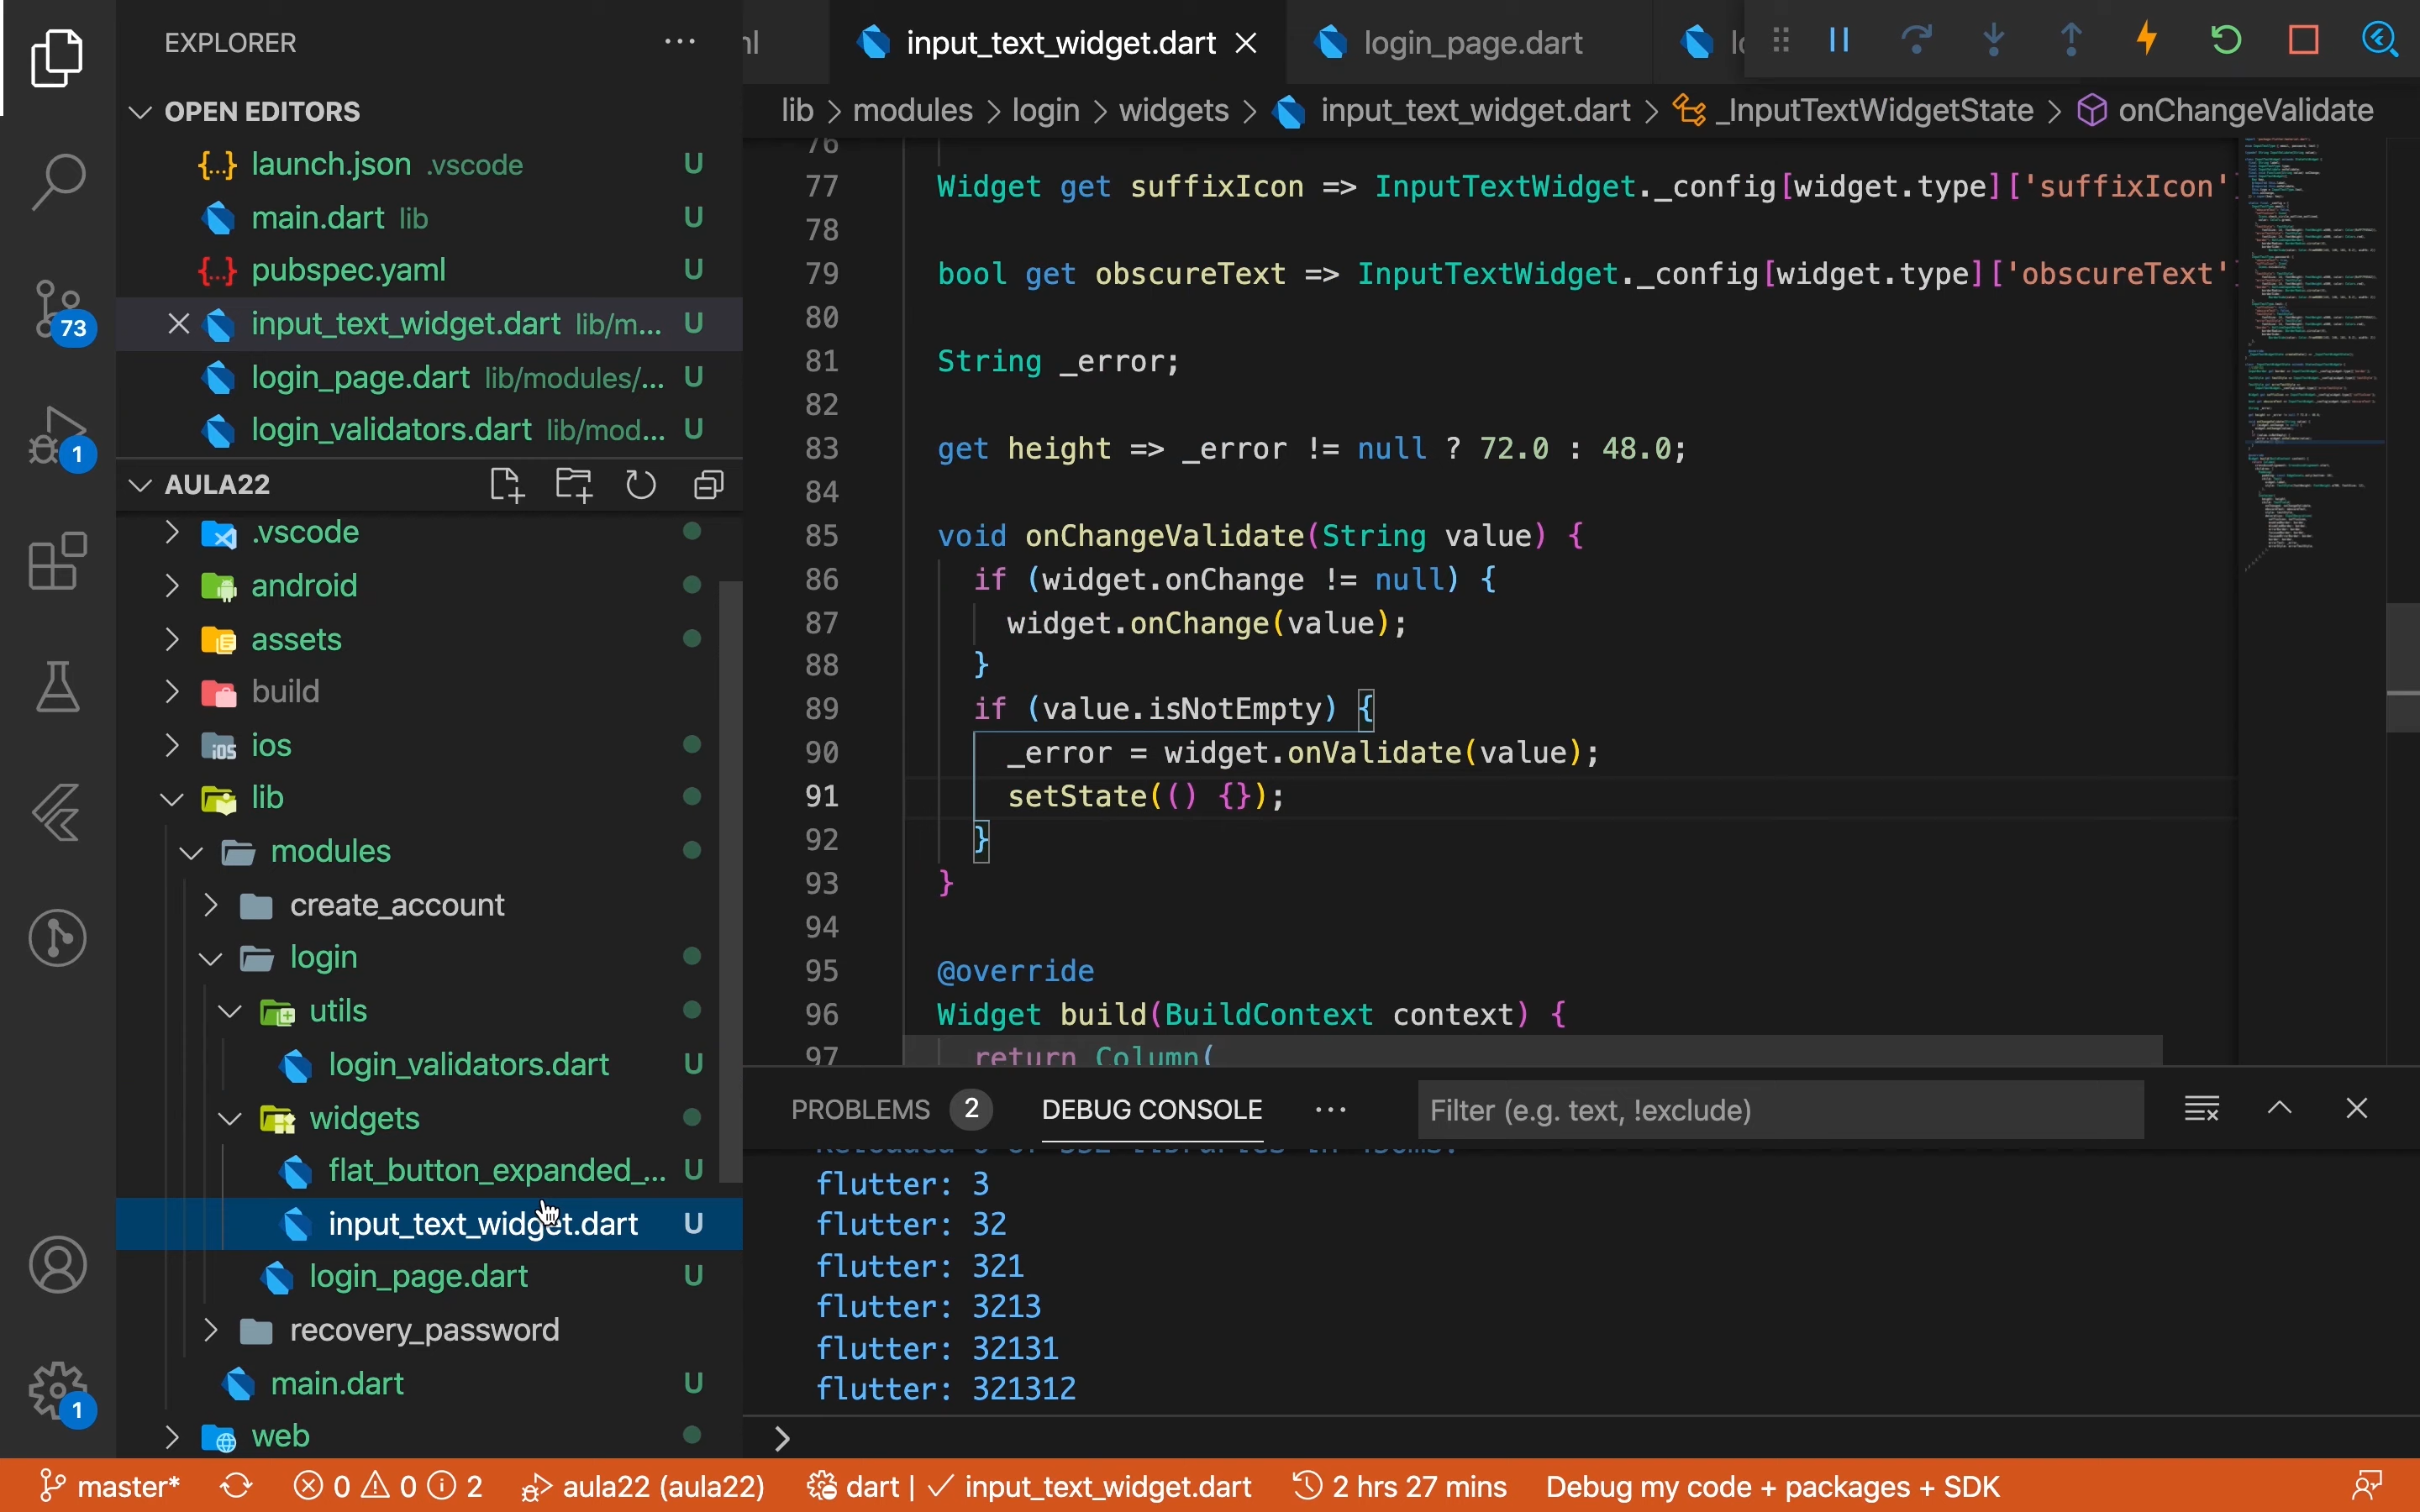 EXPLORER
OPEN EDITORS
launch.json .vscode U
main.dart lib U
pubspec.yaml U
input_text_widget.dart lib/m... U
login_page.dart lib/modules/... U
login_validators.dart lib/mod... U
AULA22
.vscode
android
assets
build
ios
lib
modules
create_account
login
utils
login_validators.dart U
widgets
flat_button_expanded_... U
input_text_widget.dart U
login_page.dart U
recovery_password
main.dart U
web
73
1
1
input_text_widget.dart
login_page.dart
lib > modules > login > widgets > input_text_widget.dart > _InputTextWidgetState > onChangeValidate
76
77 Widget get suffixIcon => InputTextWidget._config[widget.type]['suffixIcon'
78
79 bool get obscureText => InputTextWidget._config[widget.type]['obscureText'
80
81 String _error;
82
83 get height => _error != null ? 72.0 : 48.0;
84
85 void onChangeValidate(String value) {
86 if (widget.onChange != null) {
87 widget.onChange(value);
88 }
89 if (value.isNotEmpty) {
90 _error = widget.onValidate(value);
91 setState(() {});
92 }
93 }
94
95 @override
96 Widget build(BuildContext context) {
97 return Column(
PROBLEMS 2 DEBUG CONSOLE ... Filter (e.g. text, !exclude)
flutter: 3
flutter: 32
flutter: 321
flutter: 3213
flutter: 32131
flutter: 321312
master* 0 0 2 aula22 (aula22) dart | ✓ input_text_widget.dart 2 hrs 27 mins Debug my code + packages + SDK